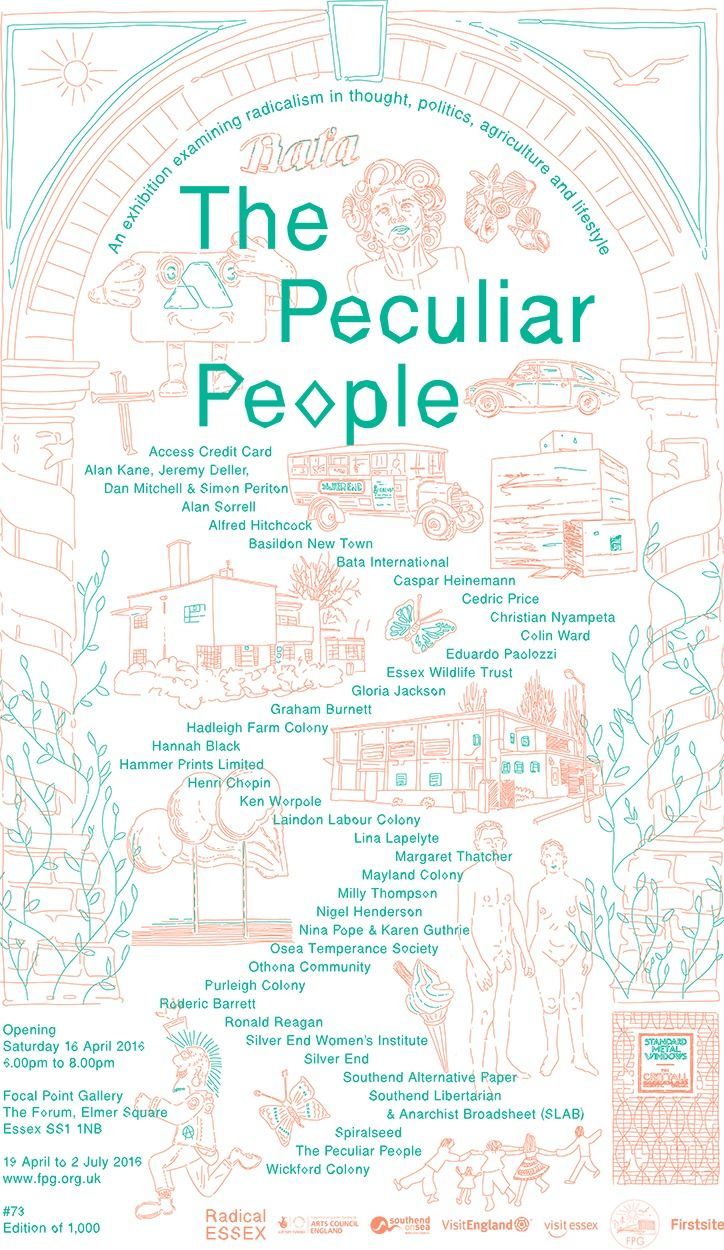 An exhibition examining radicalism in thought, politics, agriculture and lifestyle
Bata
The
Peculiar
People
Access Credit Card
Alan Kane, Jeremy Deller,
Dan Mitchell & Simon Periton
Alan Sorrell
Alfred Hitchcock
Basildon New Town
Bata International
Caspar Heinemann
Cedric Price
Christian Nyampeta
Colin Ward
Eduardo Paolozzi
Essex Wildlife Trust
Gloria Jackson
Graham Burnett
Hadleigh Farm Colony
Hannah Black
Hammer Prints Limited
Henri Chopin
Ken Worpole
Laindon Labour Colony
Lina Lapelyte
Margaret Thatcher
Mayland Colony
Milly Thompson
Nigel Henderson
Nina Pope & Karen Guthrie
Osea Temperance Society
Othona Community
Purleigh Colony
Roderic Barrett
Ronald Reagan
Silver End Women's Institute
Silver End
Southend Alternative Paper
Southend Libertarian
& Anarchist Broadsheet (SLAB)
Spiralseed
The Peculiar People
Wickford Colony
Opening
Saturday 16 April 2016
6.00pm to 8.00pm
Focal Point Gallery
The Forum, Elmer Square
Essex SS1 1NB
19 April to 2 July 2016
www.fpg.org.uk
#73
Edition of 1,000
STANDARD
METAL
WINDOWS
THE
CRITTALL
Radical
ESSEX
ARTS COUNCIL
ENGLAND
southend
on sea
VisitEngland
visit essex
FPG
Firstsite